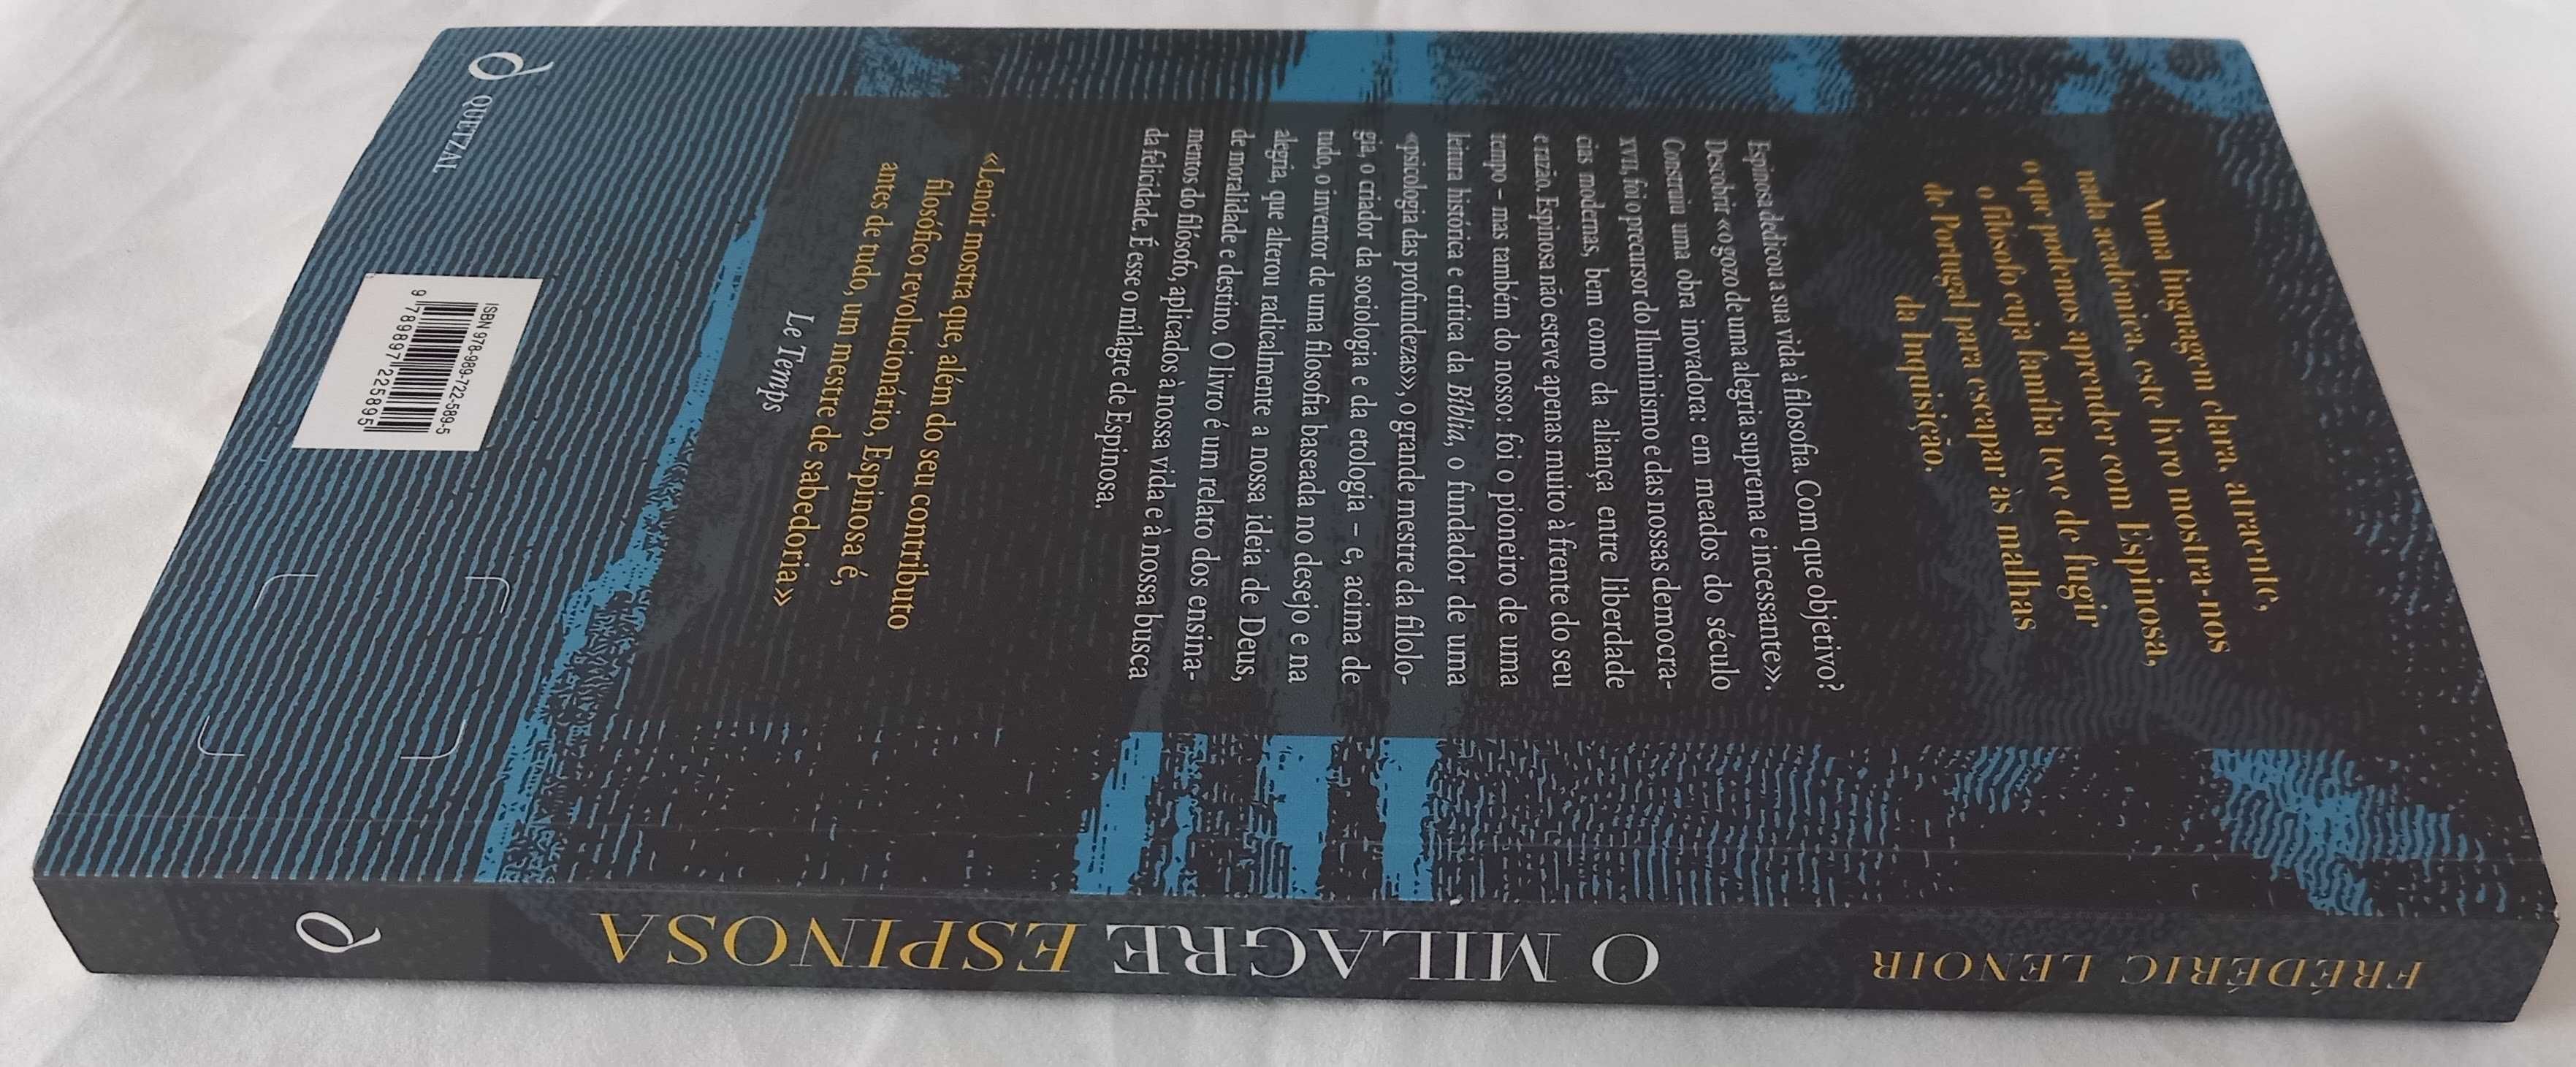 Numa linguagem clara, atraente,
nada académica, este livro mostra-nos
o que podemos aprender com Espinosa,
o filósofo cuja família teve de fugir
de Portugal para escapar às malhas
da Inquisição.
Espinosa dedicou a sua vida à filosofia. Com que objetivo?
Descobrir «o gozo de uma alegria suprema e incessante».
Construiu uma obra inovadora: em meados do século
XVII, foi o precursor do Iluminismo e das nossas democra-
cias modernas, bem como da aliança entre liberdade
e razão. Espinosa não esteve apenas muito à frente do seu
tempo – mas também do nosso: foi o pioneiro de uma
leitura histórica e crítica da Bíblia, o fundador de uma
«psicologia das profundezas», o grande mestre da filolo-
gia, o criador da sociologia e da etologia – e, acima de
tudo, o inventor de uma filosofia baseada no desejo e na
alegria, que alterou radicalmente a nossa ideia de Deus,
de moralidade e destino. O livro é um relato dos ensina-
mentos do filósofo, aplicados à nossa vida e à nossa busca
da felicidade. É esse o milagre de Espinosa.
«Lenoir mostra que, além do seu contributo
filosófico revolucionário, Espinosa é,
antes de tudo, um mestre de sabedoria»
Le Temps
QUETZAL
ISBN 978-989-722-589-5
9 789897 225895
FRÉDÉRIC LENOIR
O MILAGRE ESPINOSA